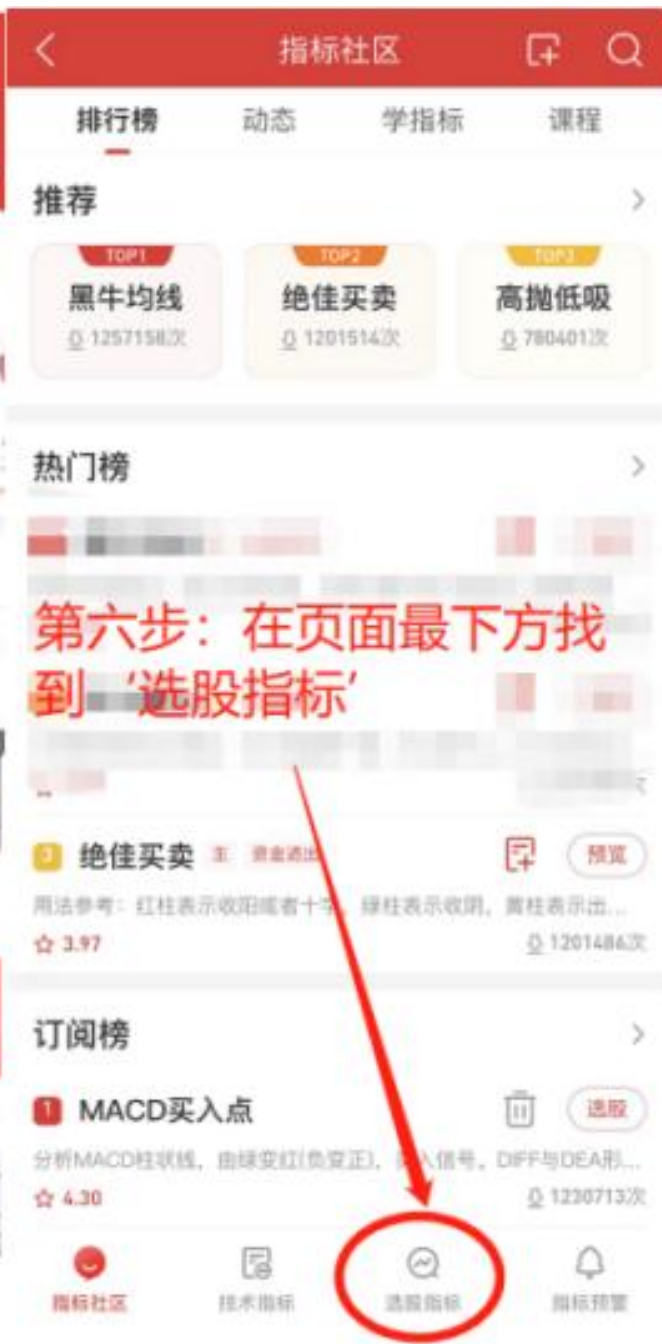 指标社区
排行榜 动态 学指标 课程
推荐
TOP1 TOP2 TOP3
黑牛均线 绝佳买卖 高抛低吸
1257158次 1201514次 780401次
热门榜
第六步：在页面最下方找
到‘选股指标’
3 绝佳买卖 主 资金进出 预览
用法参考：红柱表示收阳或者十字，绿柱表示收阴，黄柱表示出...
3.97 1201486次
订阅榜
1 MACD买入点 选股
分析MACD柱状线，由绿变红(负变正)，买入信号。DIFF与DEA形...
4.30 1230713次
指标社区 技术指标 选股指标 指标预警